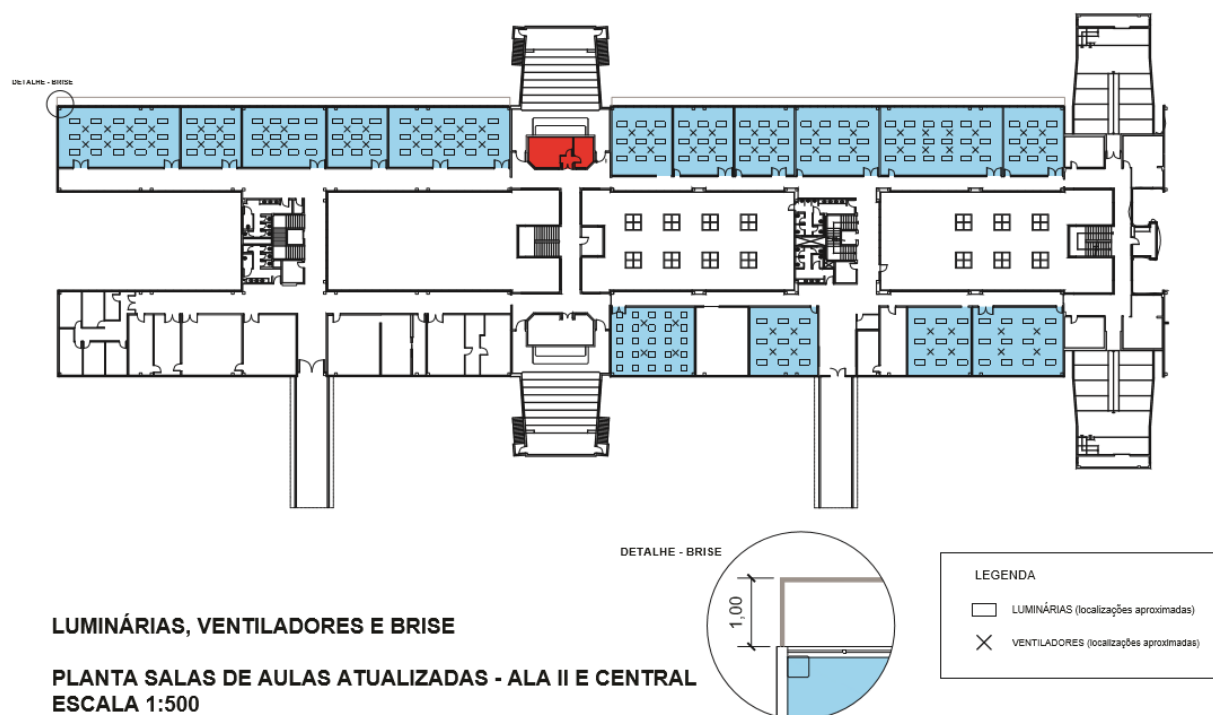 DETALHE - BRISE
DETALHE - BRISE
1,00
LEGENDA
LUMINÁRIAS (localizações aproximadas)
VENTILADORES (localizações aproximadas)
LUMINÁRIAS, VENTILADORES E BRISE
PLANTA SALAS DE AULAS ATUALIZADAS - ALA II E CENTRAL
ESCALA 1:500